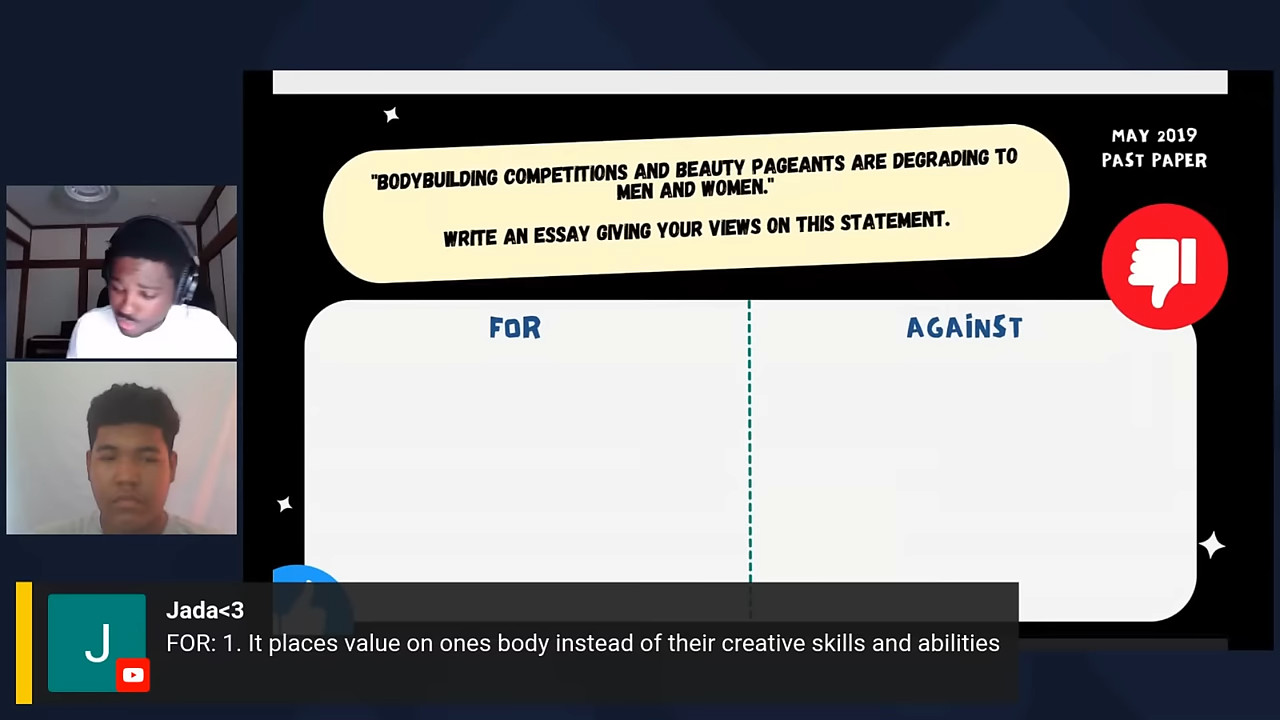 MAY 2019
PAST PAPER
"BODYBUILDING COMPETITIONS AND BEAUTY PAGEANTS ARE DEGRADING TO
MEN AND WOMEN."
WRITE AN ESSAY GIVING YOUR VIEWS ON THIS STATEMENT.
FOR
AGAINST
J
Jada<3
FOR: 1. It places value on ones body instead of their creative skills and abilities